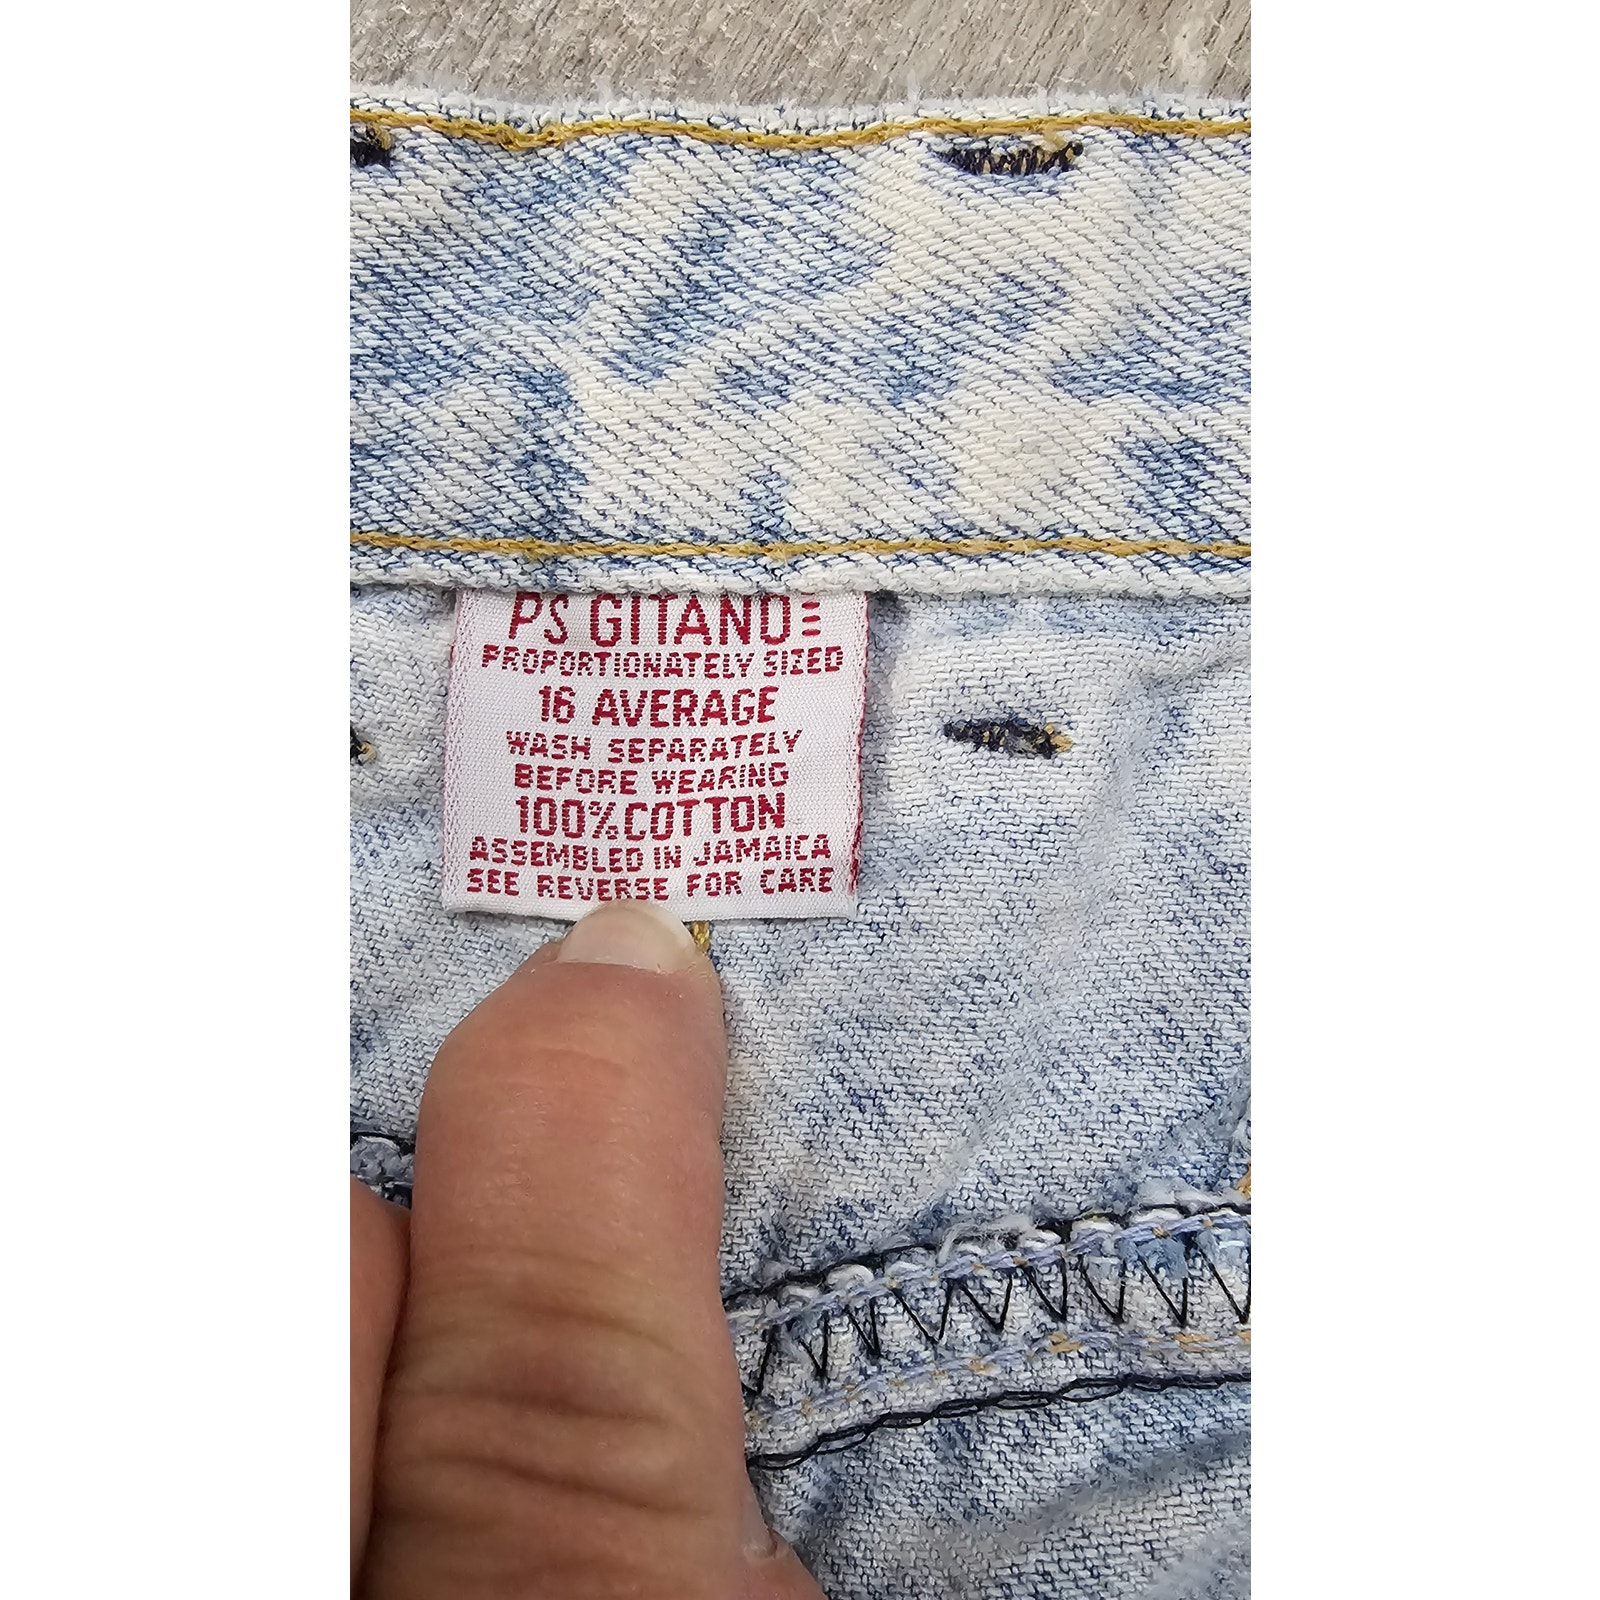 PS GITANO
PROPORTIONATELY SIZED
16 AVERAGE
WASH SEPARATELY
BEFORE WEARING
100% COTTON
ASSEMBLED IN JAMAICA
SEE REVERSE FOR CARE